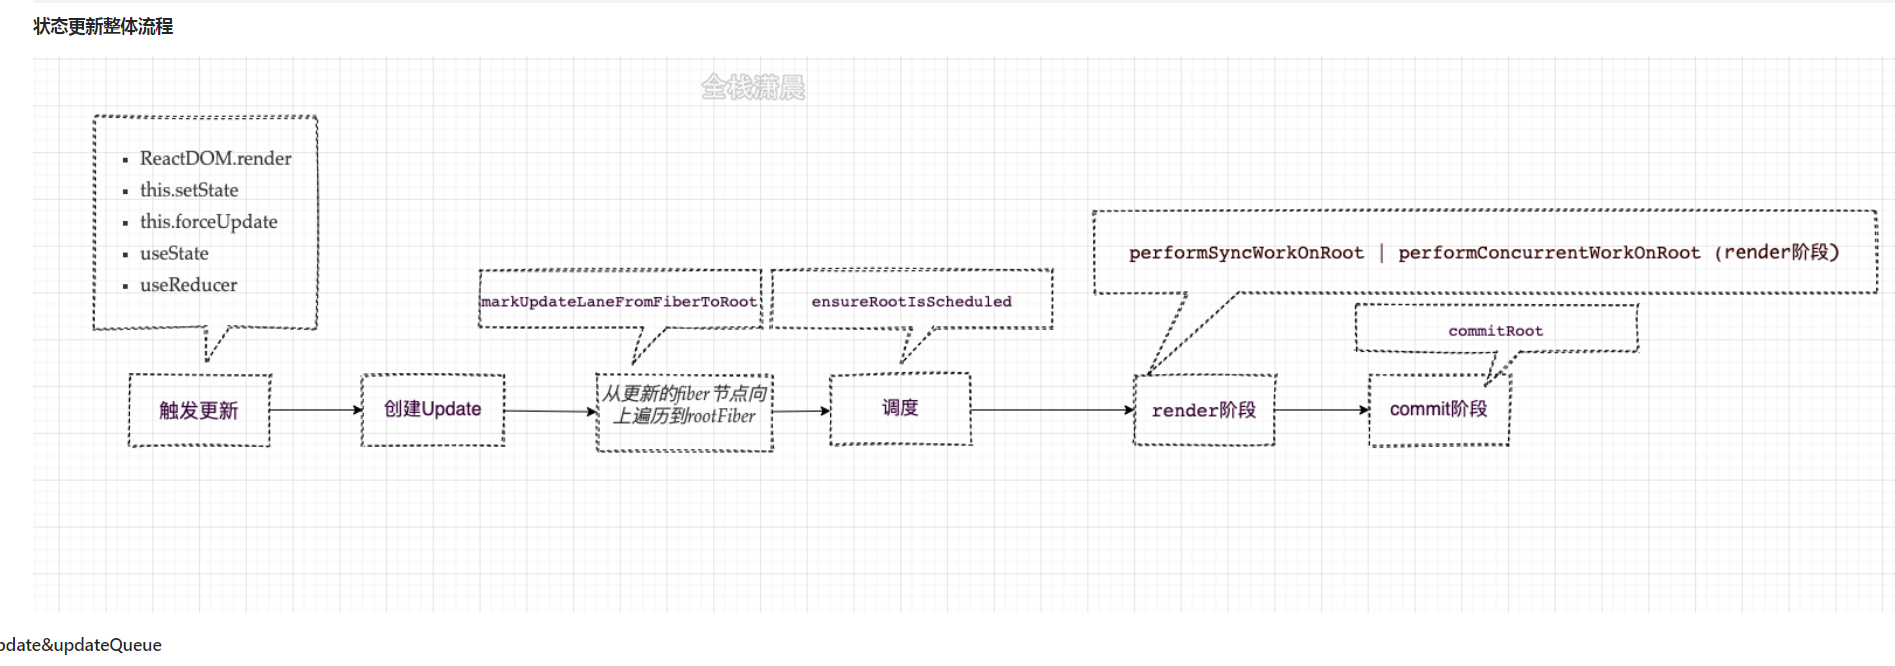 状态更新整体流程
全栈潇晨
ReactDOM.render
this.setState
this.forceUpdate
useState
useReducer
markUpdateLaneFromFiberToRoot
ensureRootIsScheduled
performSyncWorkOnRoot | performConcurrentWorkOnRoot (render阶段)
commitRoot
触发更新
创建Update
从更新的fiber节点向
上遍历到rootFiber
调度
render阶段
commit阶段
pdate&updateQueue